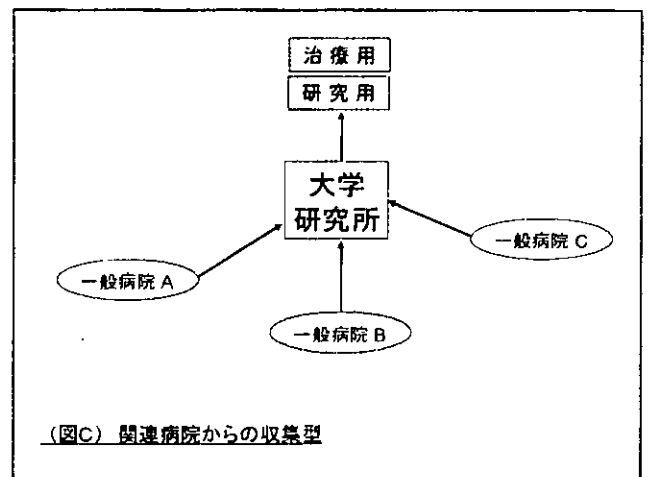 治療用
研究用
大学
研究所
一般病院 C
一般病院 A
一般病院 B
(図C) 関連病院からの収集型